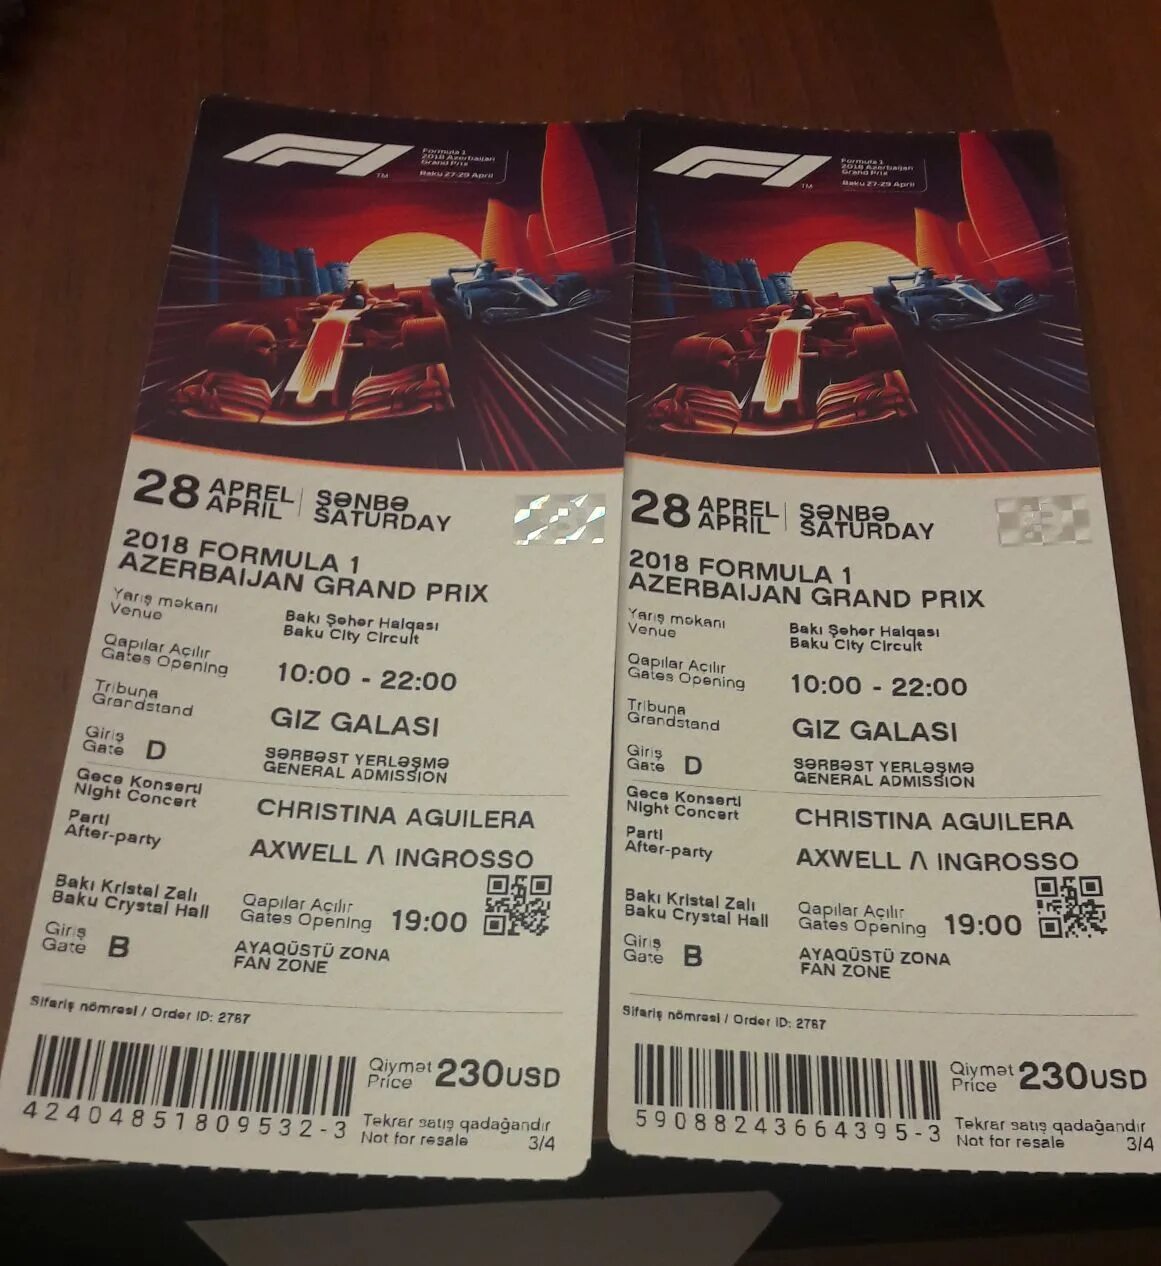 F1
TM
Formula 1
2018 Azerbaijan
Grand Prix
Baku 27-29 April
28 APREL
APRIL
ŞƏNBƏ
SATURDAY
2018 FORMULA 1
AZERBAIJAN GRAND PRIX
Yarış məkanı
Venue
Bakı Şəhər Halqası
Baku City Circuit
Qapılar Açılır
Gates Opening
10:00 - 22:00
Tribuna
Grandstand
GIZ GALASI
Giriş
Gate D
SƏRBƏST YERLƏŞMƏ
GENERAL ADMISSION
Gecə Konserti
Night Concert
CHRISTINA AGUILERA
Parti
After-party
AXWELL Λ INGROSSO
Bakı Kristal Zalı
Baku Crystal Hall
Qapılar Açılır
Gates Opening
19:00
Giriş
Gate B
AYAQÜSTÜ ZONA
FAN ZONE
Sifariş nömrəsi / Order ID: 2767
4240485180953​2-3
Qiymət
Price
230USD
Təkrar satış qadağandır
Not for resale
3/4
F1
TM
Formula 1
2018 Azerbaijan
Grand Prix
Baku 27-29 April
28 APREL
APRIL
ŞƏNBƏ
SATURDAY
2018 FORMULA 1
AZERBAIJAN GRAND PRIX
Yarış məkanı
Venue
Bakı Şəhər Halqası
Baku City Circuit
Qapılar Açılır
Gates Opening
10:00 - 22:00
Tribuna
Grandstand
GIZ GALASI
Giriş
Gate D
SƏRBƏST YERLƏŞMƏ
GENERAL ADMISSION
Gecə Konserti
Night Concert
CHRISTINA AGUILERA
Parti
After-party
AXWELL Λ INGROSSO
Bakı Kristal Zalı
Baku Crystal Hall
Qapılar Açılır
Gates Opening
19:00
Giriş
Gate B
AYAQÜSTÜ ZONA
FAN ZONE
Sifariş nömrəsi / Order ID: 2767
59088243664395-3
Qiymət
Price
230USD
Təkrar satış qadağandır
Not for resale
3/4